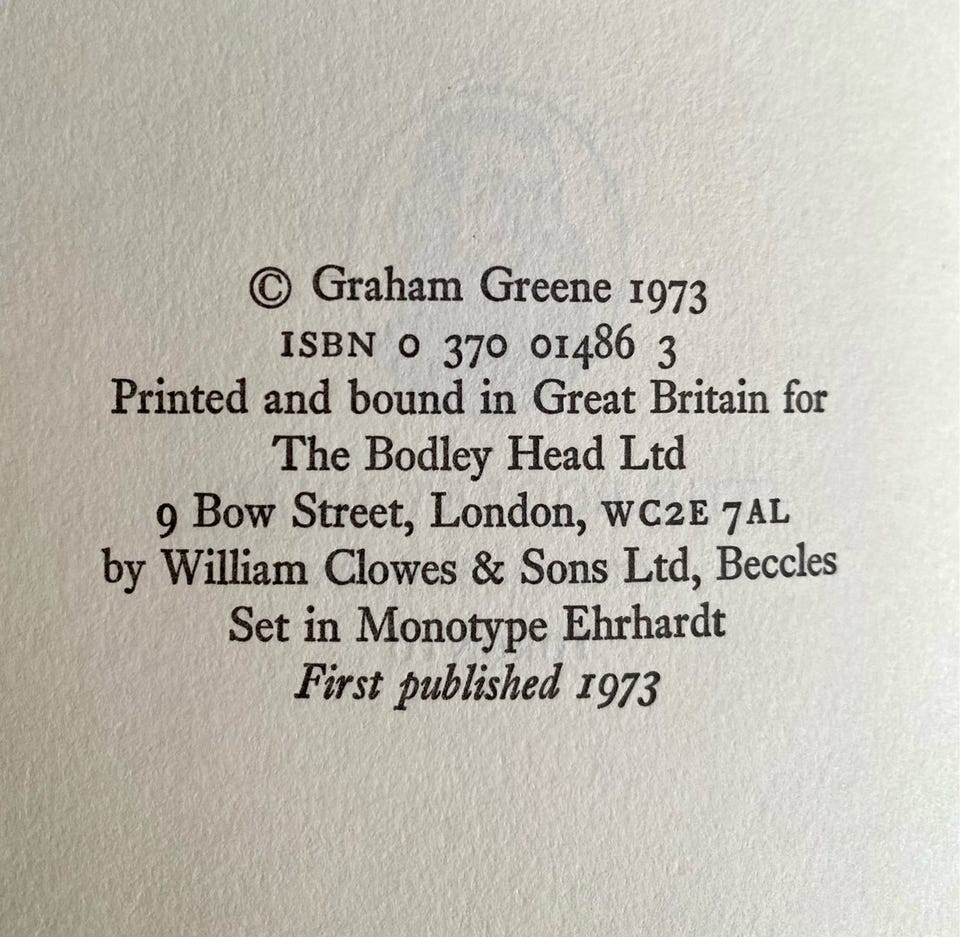 © Graham Greene 1973
ISBN 0 370 01486 3
Printed and bound in Great Britain for
The Bodley Head Ltd
9 Bow Street, London, WC2E 7AL
by William Clowes & Sons Ltd, Beccles
Set in Monotype Ehrhardt
First published 1973